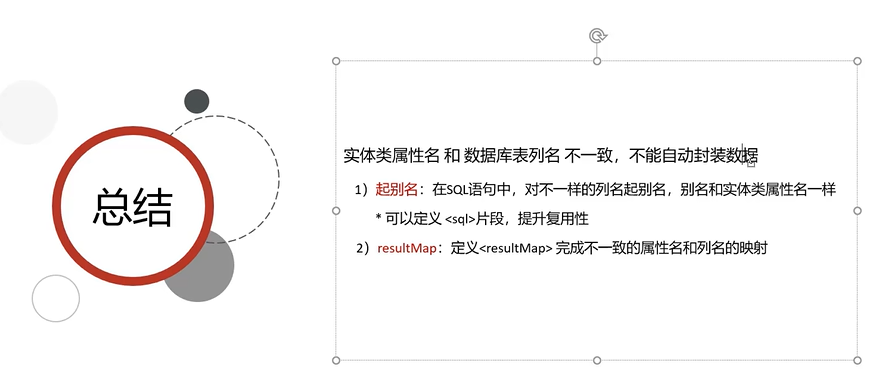 总结
实体类属性名 和 数据库表列名 不一致，不能自动封装数据
1）起别名：在SQL语句中，对不一样的列名起别名，别名和实体类属性名一样
* 可以定义 <sql>片段，提升复用性
2）resultMap：定义<resultMap> 完成不一致的属性名和列名的映射